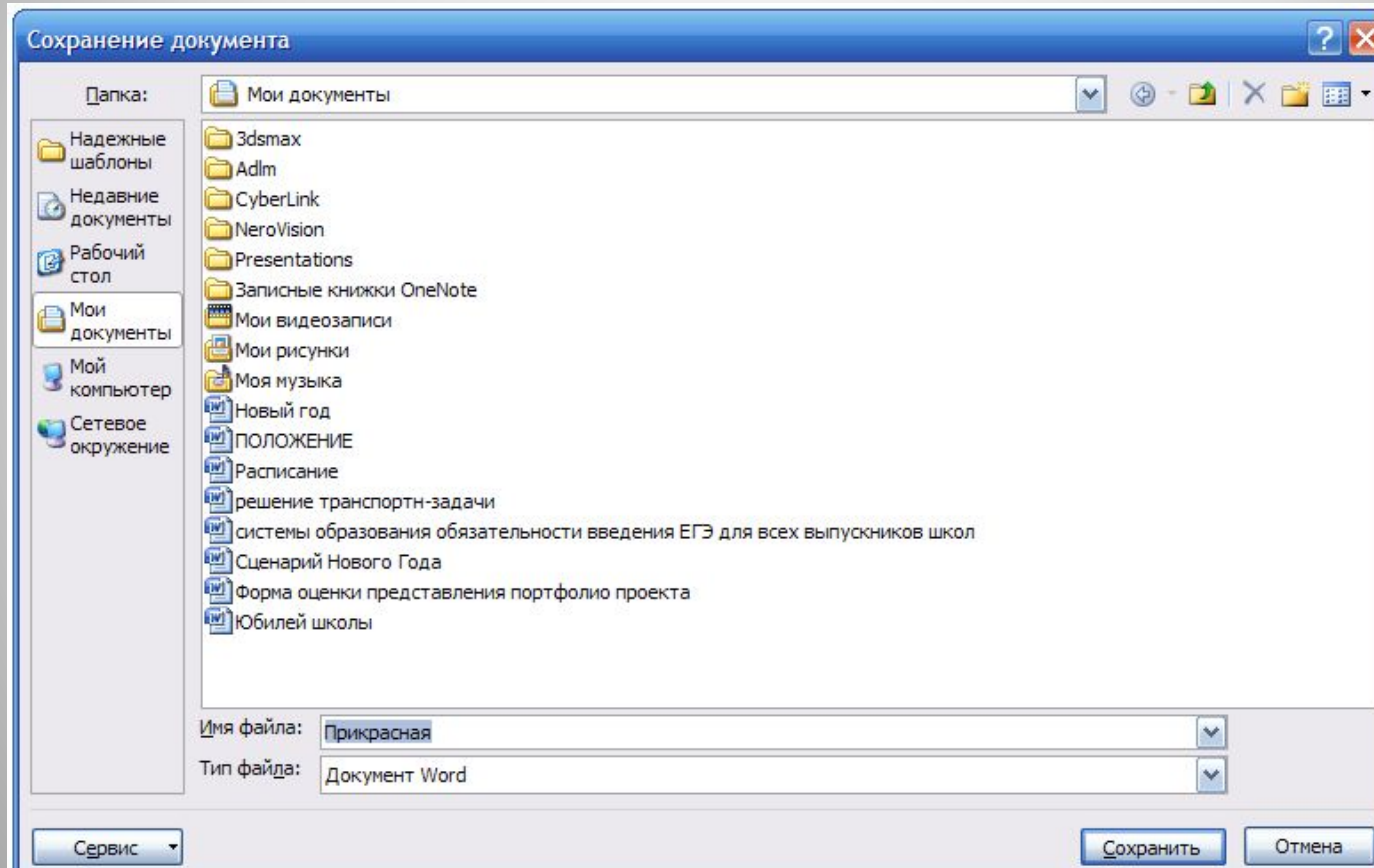 Сохранение документа
Папка:
Мои документы
Надежные
шаблоны
Недавние
документы
Рабочий
стол
Мои
документы
Мой
компьютер
Сетевое
окружение
3dsmax
Adlm
CyberLink
NeroVision
Presentations
Записные книжки OneNote
Мои видеозаписи
Мои рисунки
Моя музыка
Новый год
ПОЛОЖЕНИЕ
Расписание
решение транспортн-задачи
системы образования обязательности введения ЕГЭ для всех выпускников школ
Сценарий Нового Года
Форма оценки представления портфолио проекта
Юбилей школы
Имя файла:
Прикрасная
Тип файла:
Документ Word
Сервис
Сохранить
Отмена